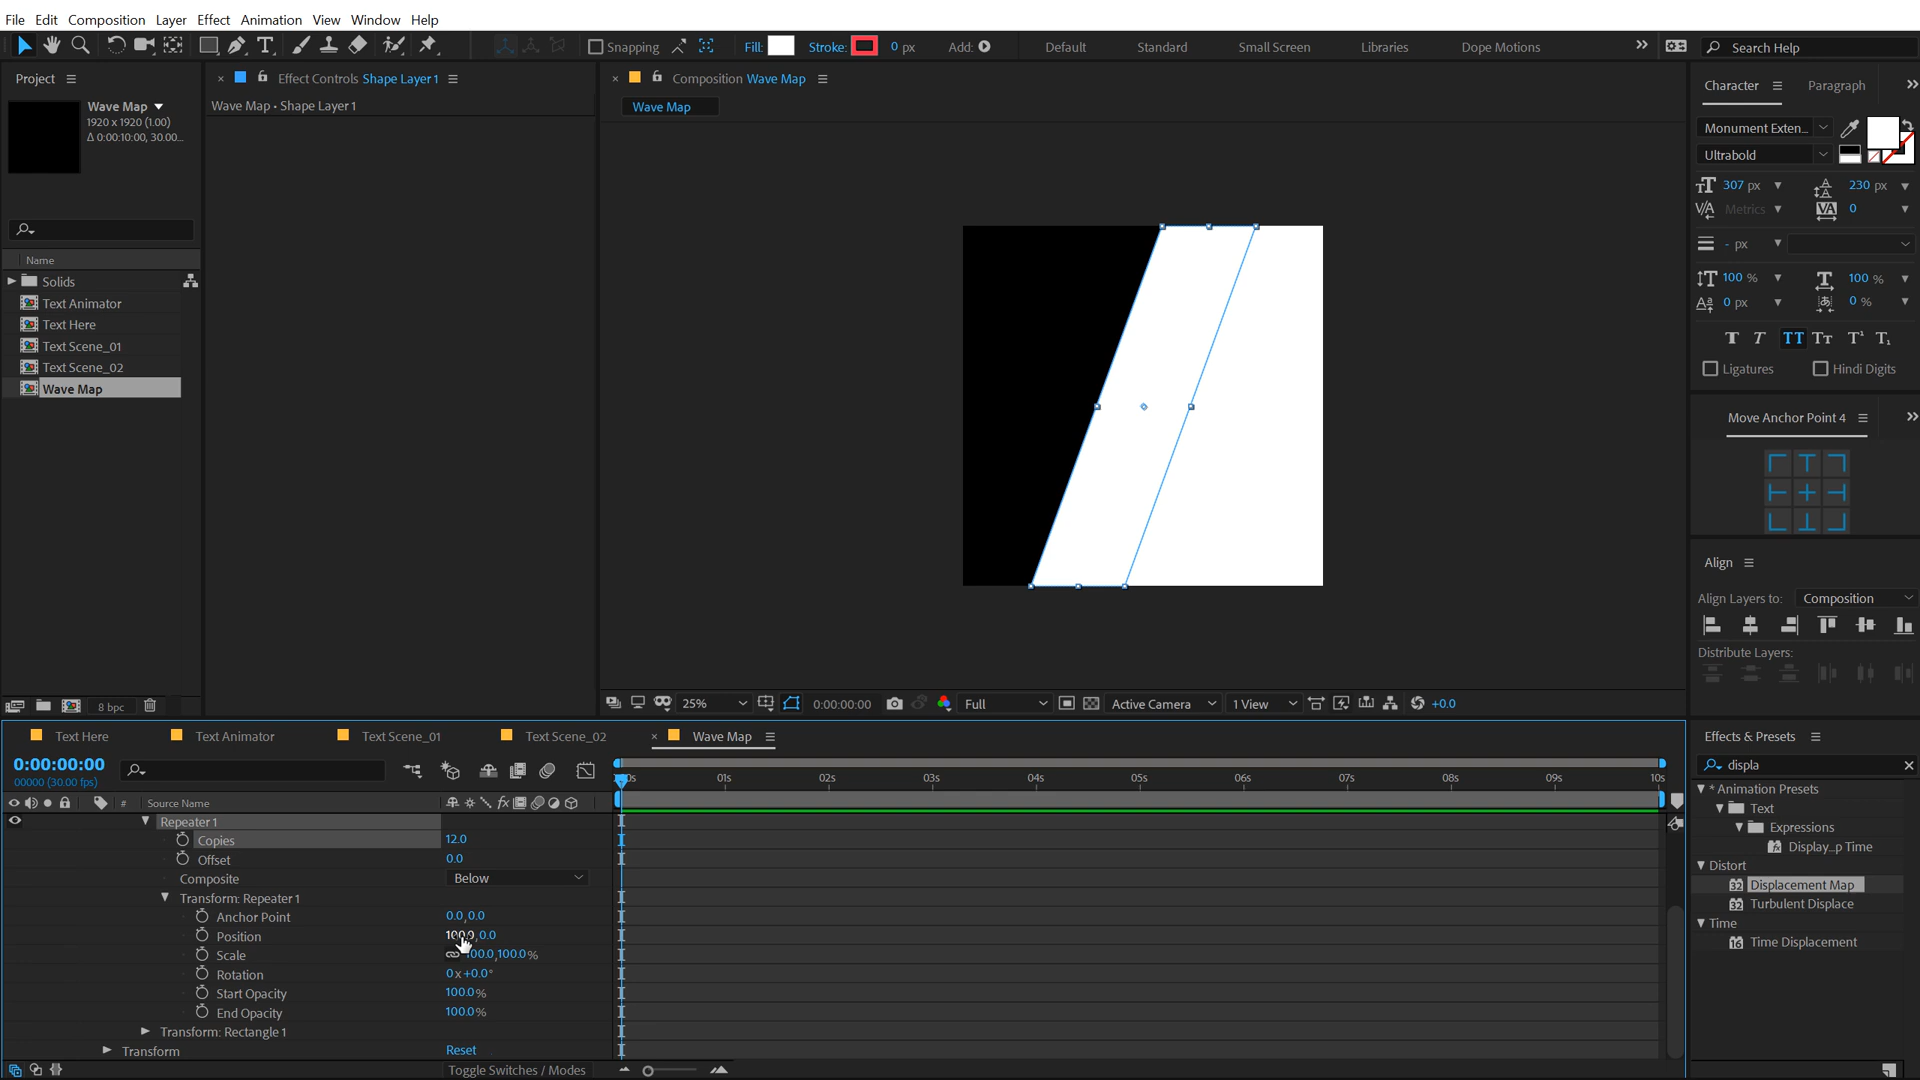 File Edit Composition Layer Effect Animation View Window Help
Snapping Fill: Stroke: 0 px Add: Default Standard Small Screen Libraries Dope Motions Search Help
Project
Wave Map
1920 x 1920 (1.00)
Δ 0:00:10:00, 30.00...
Name
Solids
Text Animator
Text Here
Text Scene_01
Text Scene_02
Wave Map
8 bpc
Effect Controls Shape Layer 1
Wave Map • Shape Layer 1
Composition Wave Map
Wave Map
25% 0:00:00:00 Full Active Camera 1 View +0.0
Character Paragraph
Monument Exten...
Ultrabold
307 px 230 px
Metrics 0
- px
100 % 100 %
0 px 0 %
Ligatures Hindi Digits
Move Anchor Point 4
Align
Align Layers to: Composition
Distribute Layers:
Effects & Presets
displa
* Animation Presets
Text
Expressions
Display...p Time
Distort
Displacement Map
Turbulent Displace
Time
Time Displacement
Text Here Text Animator Text Scene_01 Text Scene_02 Wave Map
0:00:00:00
00000 (30.00 fps)
01s 02s 03s 04s 05s 06s 07s 08s 09s 10s
# Source Name
Repeater 1
Copies 12.0
Offset 0.0
Composite Below
Transform: Repeater 1
Anchor Point 0.0,0.0
Position 100.0,0.0
Scale 100.0,100.0%
Rotation 0x+0.0°
Start Opacity 100.0%
End Opacity 100.0%
Transform: Rectangle 1
Transform Reset
Toggle Switches / Modes